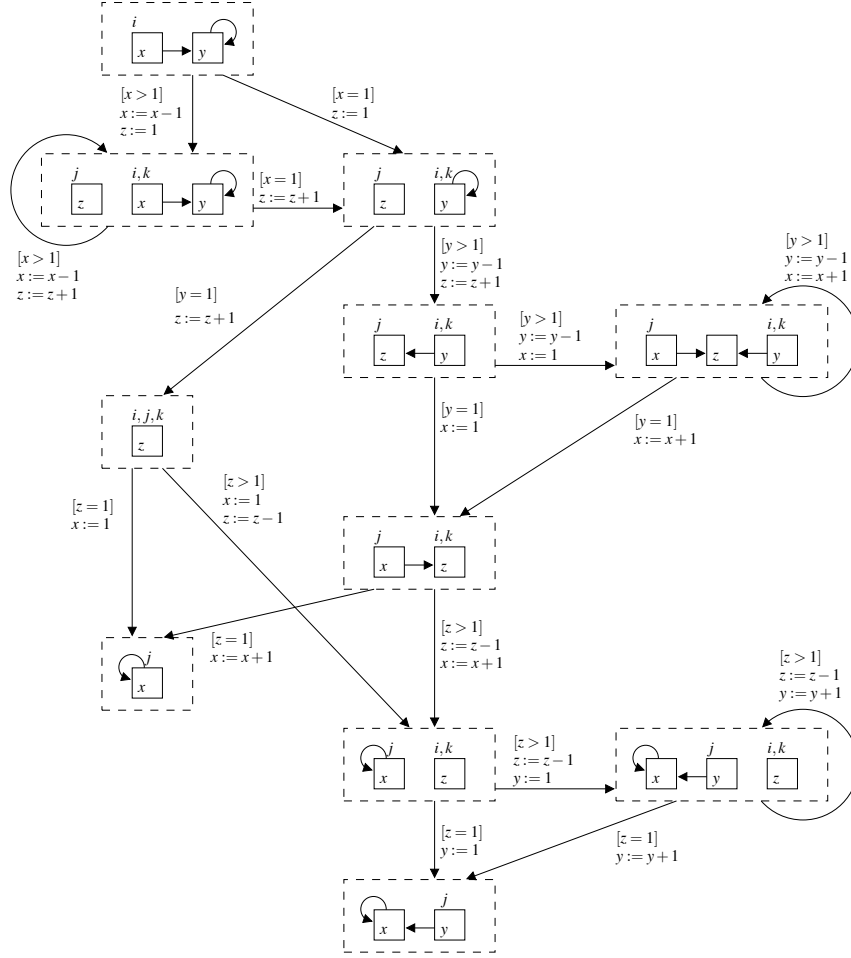 i
x y
[x > 1]
x := x − 1
z := 1
[x = 1]
z := 1
j i,k
z x y
[x = 1]
z := z + 1
j i,k
z y
[x > 1]
x := x − 1
z := z + 1
[y = 1]
z := z + 1
[y > 1]
y := y − 1
z := z + 1
[y > 1]
y := y − 1
x := x + 1
j i,k
z y
[y > 1]
y := y − 1
x := 1
j i,k
x z y
i, j,k
z
[y = 1]
x := 1
[y = 1]
x := x + 1
[z = 1]
x := 1
[z > 1]
x := 1
z := z − 1
j i,k
x z
[z = 1]
x := x + 1
[z > 1]
z := z − 1
x := x + 1
j
x
[z > 1]
z := z − 1
y := y + 1
j i,k
x z
[z > 1]
z := z − 1
y := 1
j i,k
x y z
[z = 1]
y := 1
[z = 1]
y := y + 1
j
x y